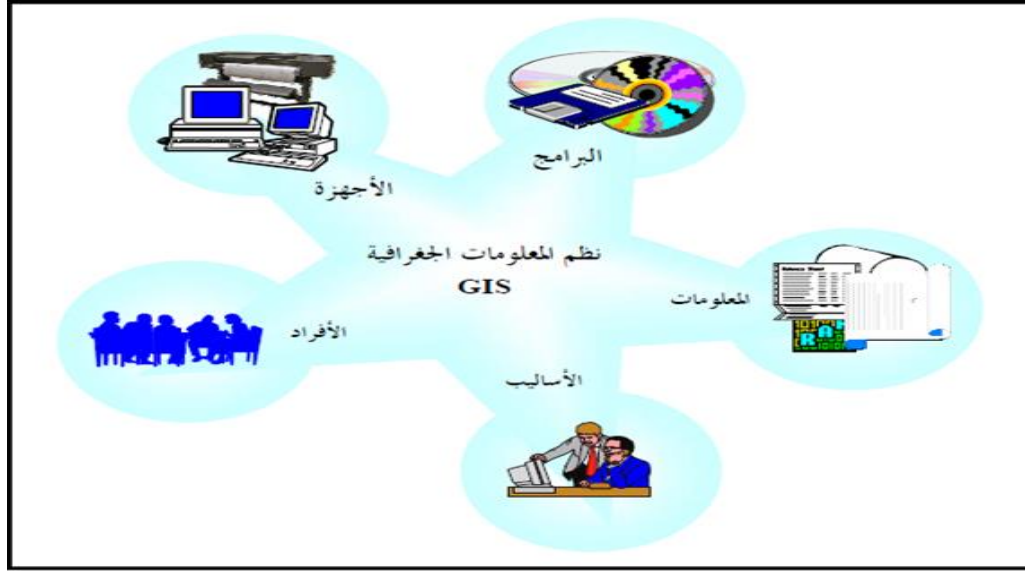 البرامج
الأجهزة
نظم المعلومات الجغرافية
GIS
المعلومات
الأفراد
الأساليب